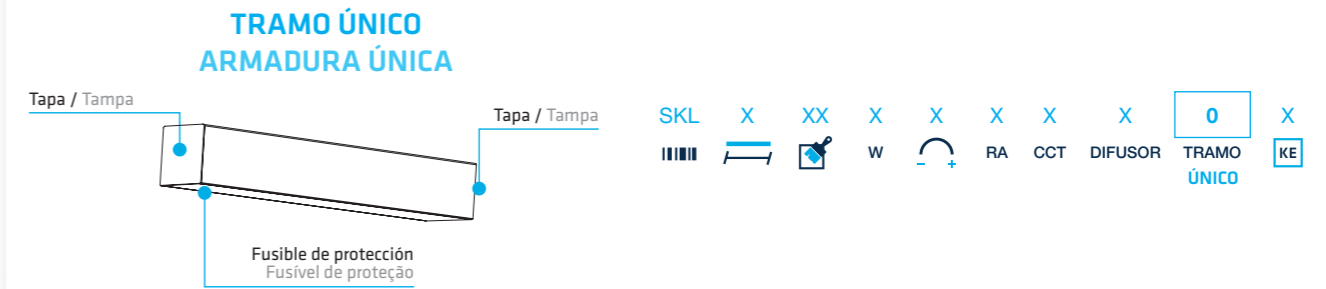 TRAMO ÚNICO
ARMADURA ÚNICA
Tapa / Tampa
Tapa / Tampa
Fusible de protección
Fusível de proteção
SKL X XX X X X X X 0 X
W - + RA CCT DIFUSOR TRAMO KE
ÚNICO